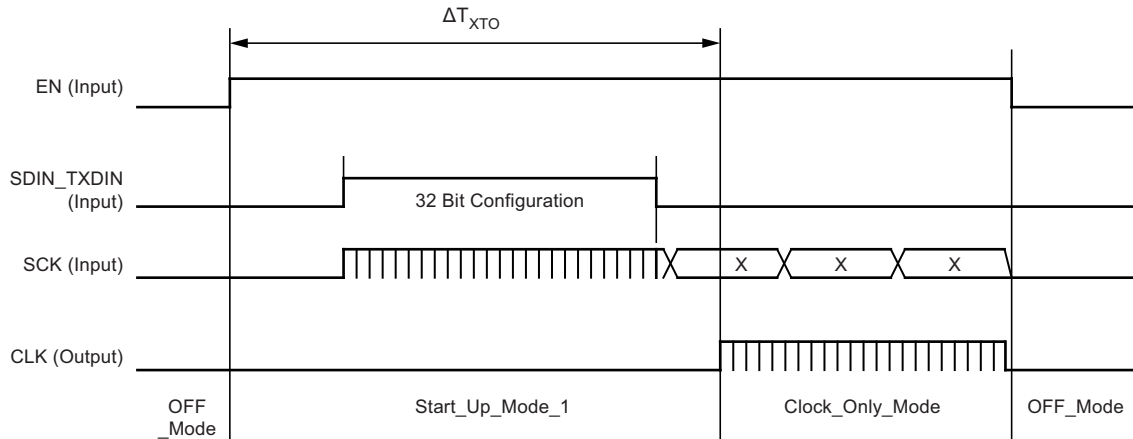 ΔT_XTO
EN (Input)
SDIN_TXDIN
(Input)
32 Bit Configuration
SCK (Input)
X X X
CLK (Output)
OFF
_Mode
Start_Up_Mode_1
Clock_Only_Mode
OFF_Mode